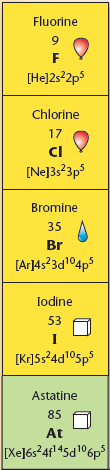 Fluorine
9
F
[He]2s²2p⁵
Chlorine
17
Cl
[Ne]3s²3p⁵
Bromine
35
Br
[Ar]4s²3d¹⁰4p⁵
Iodine
53
I
[Kr]5s²4d¹⁰5p⁵
Astatine
85
At
[Xe]6s²4f¹⁴5d¹⁰6p⁵